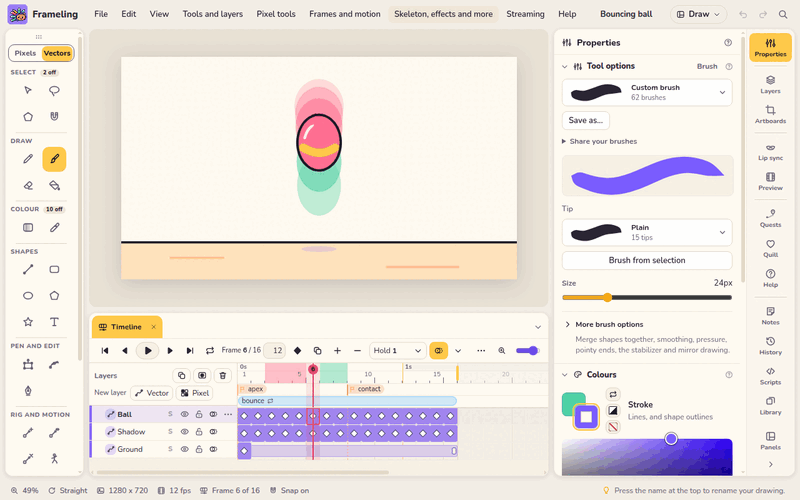 Frameling
File Edit View Tools and layers Pixel tools Frames and motion Skeleton, effects and more Streaming Help
Bouncing ball
Draw
Pixels Vectors
SELECT 2 off
DRAW
COLOUR 10 off
SHAPES
T
PEN AND EDIT
RIG AND MOTION
Timeline
Frame 6 / 16
12
Hold 1
Layers
New layer
Vector
Pixel
0s
1s
1 5 6 10 15 20
apex
contact
bounce
Ball S
Shadow S
Ground S
Properties
Tool options
Brush
Custom brush
62 brushes
Save as...
Share your brushes
Tip
Plain
15 tips
Brush from selection
Size
24px
More brush options
Merge shapes together, smoothing, pressure,
pointy ends, the stabilizer and mirror drawing.
Colours
Stroke
Lines, and shape outlines
Properties
Layers
Artboards
Lip sync
Preview
Quests
Quill
Help
Notes
History
Scripts
Library
Panels
49%
Straight
1280 x 720
12 fps
Frame 6 of 16
Snap on
Press the name at the top to rename your drawing.